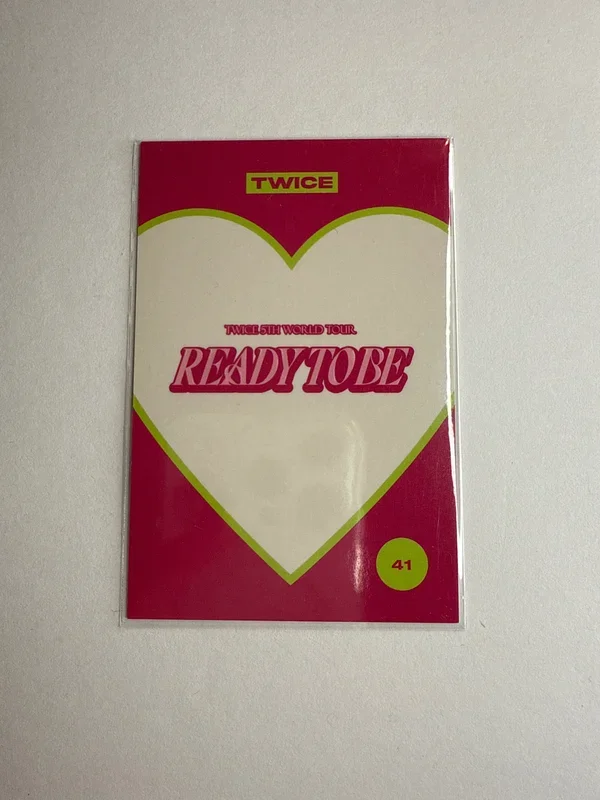 TWICE
TWICE 5TH WORLD TOUR
READY TO BE
41